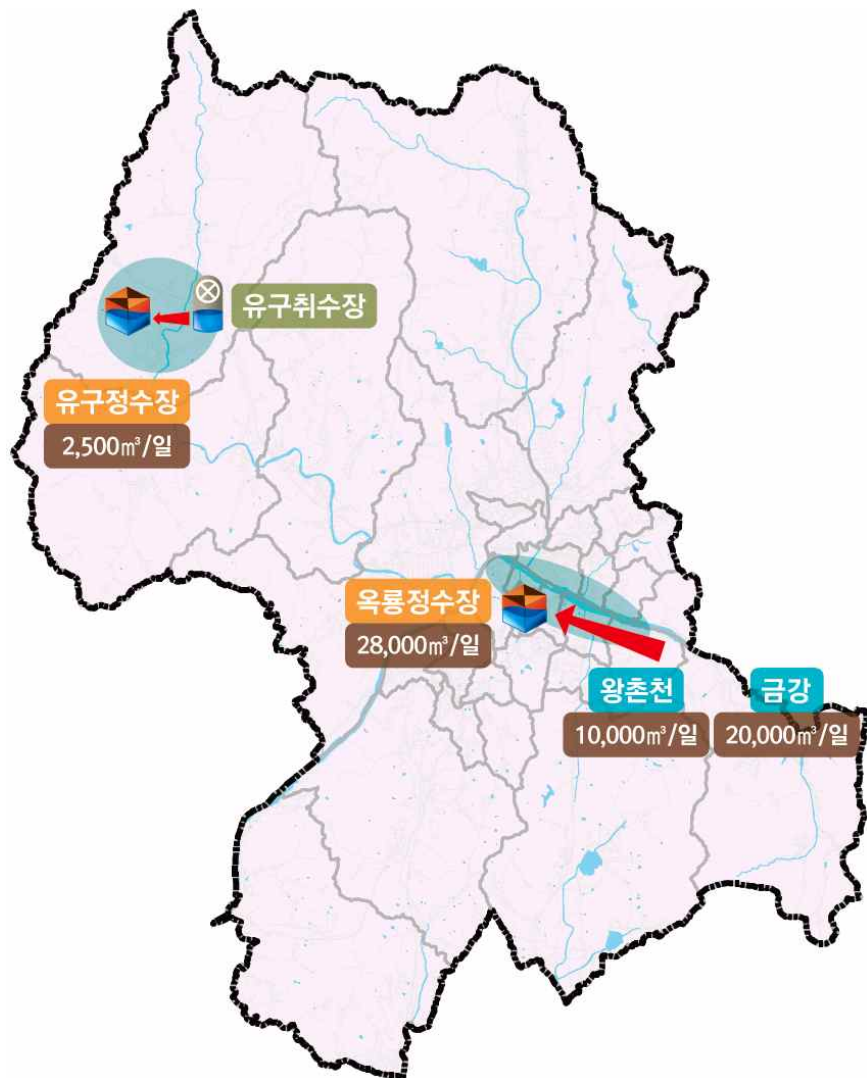 유구취수장
유구정수장
2,500㎥/일
옥룡정수장
28,000㎥/일
왕촌천
금강
10,000㎥/일
20,000㎥/일